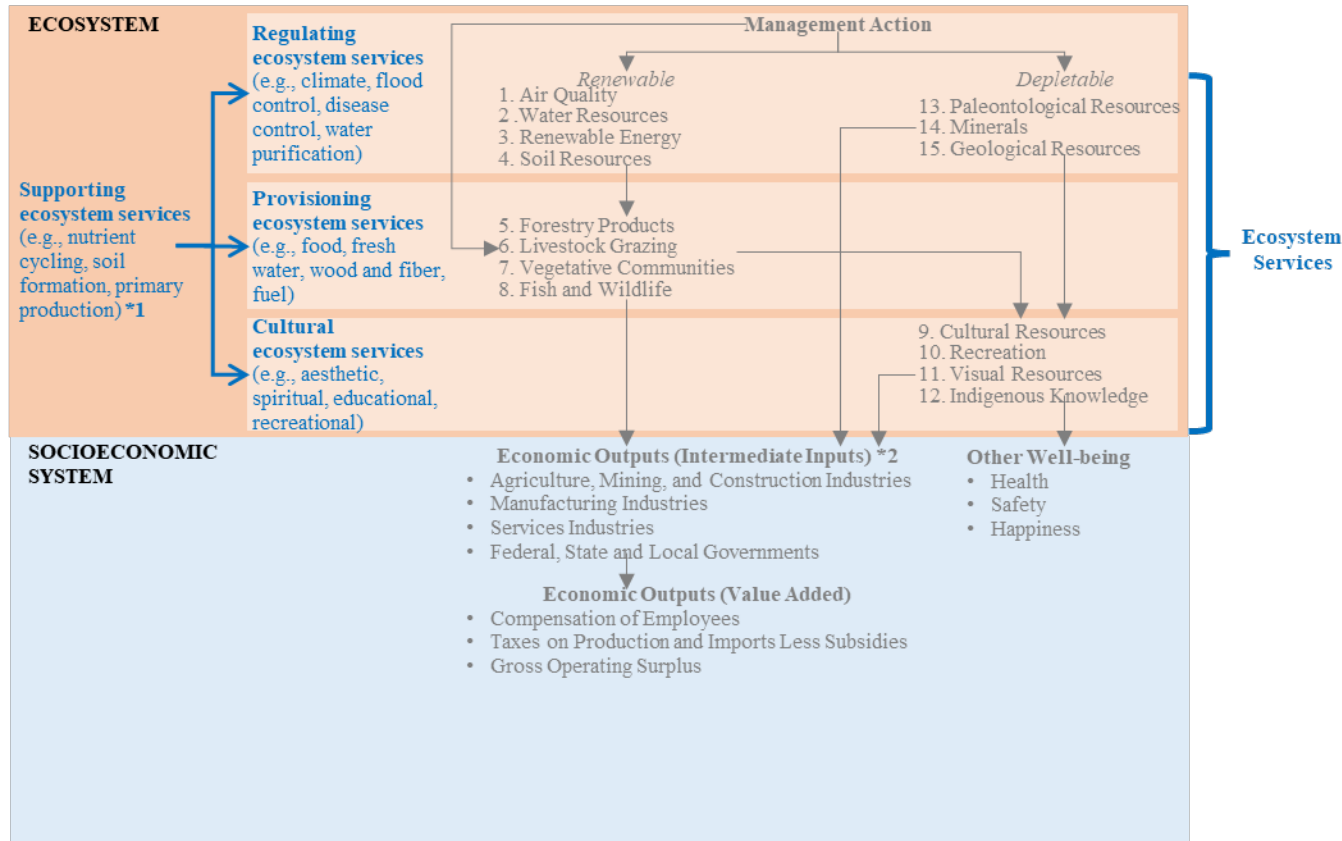 ECOSYSTEM
Regulating
ecosystem services
(e.g., climate, flood
control, disease
control, water
purification)
Management Action
Renewable
1. Air Quality
2. Water Resources
3. Renewable Energy
4. Soil Resources
Depletable
13. Paleontological Resources
14. Minerals
15. Geological Resources
Supporting
ecosystem services
(e.g., nutrient
cycling, soil
formation, primary
production) *1
Provisioning
ecosystem services
(e.g., food, fresh
water, wood and fiber,
fuel)
5. Forestry Products
6. Livestock Grazing
7. Vegetative Communities
8. Fish and Wildlife
Ecosystem
Services
Cultural
ecosystem services
(e.g., aesthetic,
spiritual, educational,
recreational)
9. Cultural Resources
10. Recreation
11. Visual Resources
12. Indigenous Knowledge
SOCIOECONOMIC
SYSTEM
Economic Outputs (Intermediate Inputs) *2
• Agriculture, Mining, and Construction Industries
• Manufacturing Industries
• Services Industries
• Federal, State and Local Governments
Other Well-being
• Health
• Safety
• Happiness
Economic Outputs (Value Added)
• Compensation of Employees
• Taxes on Production and Imports Less Subsidies
• Gross Operating Surplus